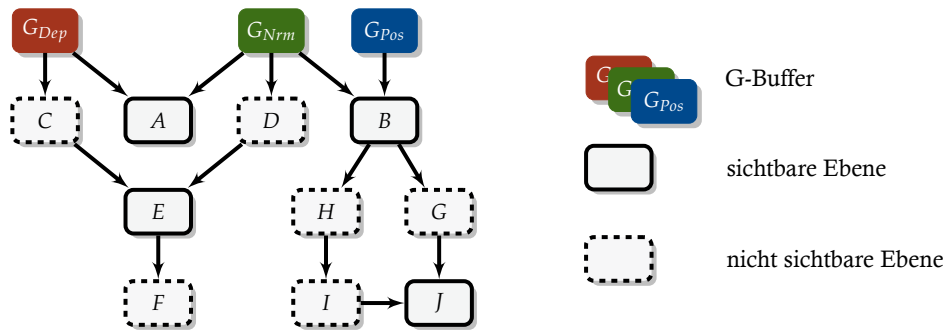 G_Dep G_Nrm G_Pos
C A D B
E H G
F I J
G G G_Pos G-Buffer
sichtbare Ebene
nicht sichtbare Ebene